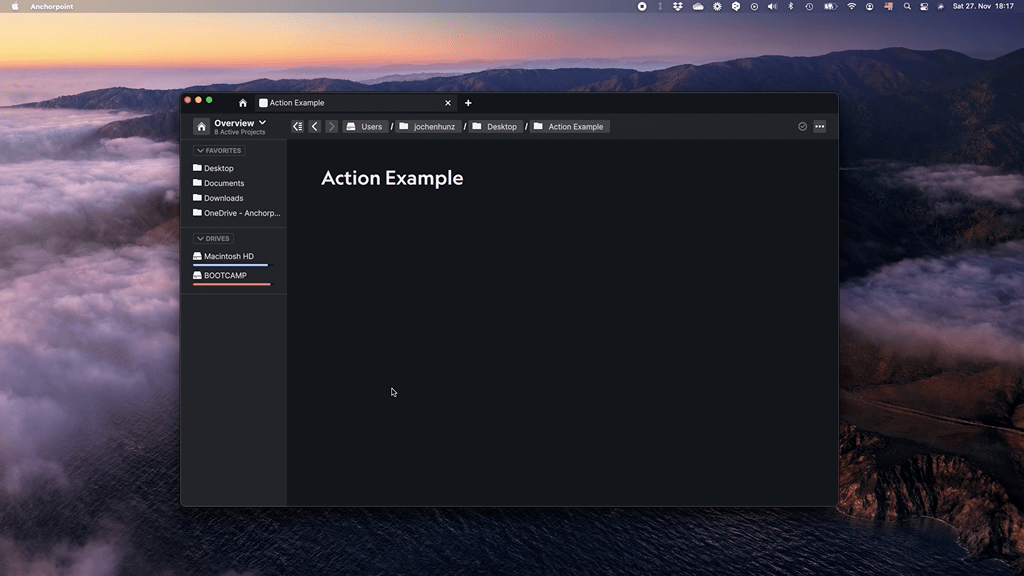 Anchorpoint
Sat 27. Nov 18:17
Action Example
Overview
8 Active Projects
Users / jochenhunz / Desktop / Action Example
FAVORITES
Desktop
Documents
Downloads
OneDrive - Anchorp...
DRIVES
Macintosh HD
BOOTCAMP
Action Example